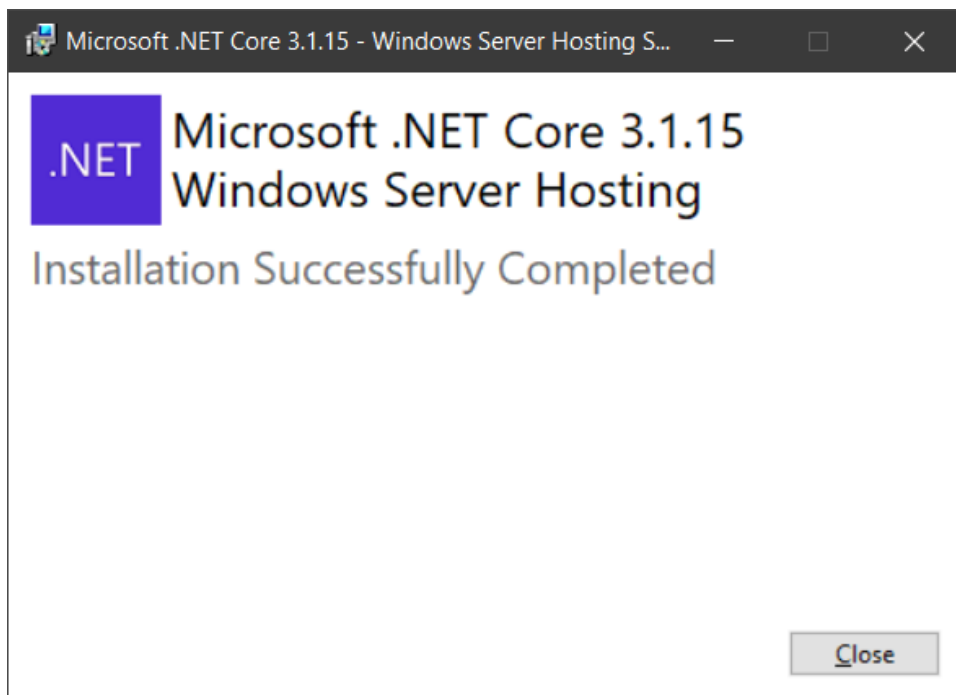 Microsoft .NET Core 3.1.15 - Windows Server Hosting S...
.NET
Microsoft .NET Core 3.1.15
Windows Server Hosting
Installation Successfully Completed
Close